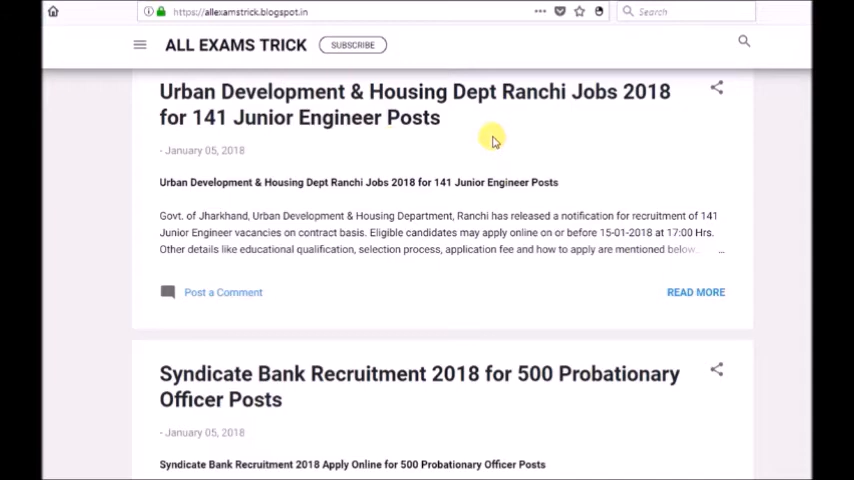 https://allexamstrick.blogspot.in
Search
ALL EXAMS TRICK
SUBSCRIBE
Urban Development & Housing Dept Ranchi Jobs 2018
for 141 Junior Engineer Posts
- January 05, 2018
Urban Development & Housing Dept Ranchi Jobs 2018 for 141 Junior Engineer Posts
Govt. of Jharkhand, Urban Development & Housing Department, Ranchi has released a notification for recruitment of 141
Junior Engineer vacancies on contract basis. Eligible candidates may apply online on or before 15-01-2018 at 17:00 Hrs.
Other details like educational qualification, selection process, application fee and how to apply are mentioned below. ...
Post a Comment
READ MORE
Syndicate Bank Recruitment 2018 for 500 Probationary
Officer Posts
- January 05, 2018
Syndicate Bank Recruitment 2018 Apply Online for 500 Probationary Officer Posts